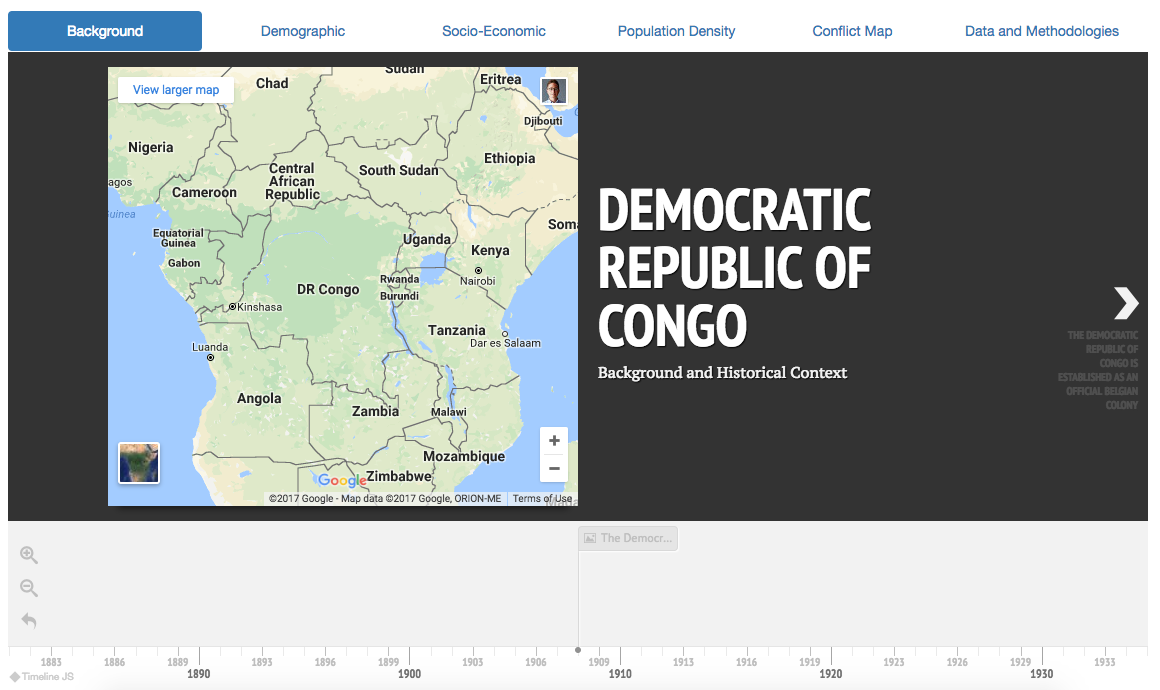 Background
Demographic
Socio-Economic
Population Density
Conflict Map
Data and Methodologies
View larger map
Sudan
Chad
Eritrea
Djibouti
Nigeria
Ethiopia
South Sudan
Central
African
Republic
agos
Cameroon
uinea
Soma
Equatorial
Guinea
Uganda
Kenya
Gabon
Nairobi
Rwanda
DR Congo
Burundi
Kinshasa
Tanzania
Dar es Salaam
Luanda
Angola
Zambia
Malawi
Mozambique
Zimbabwe
Google
+
−
©2017 Google - Map data ©2017 Google, ORION-ME
Terms of Use
Mada
DEMOCRATIC
REPUBLIC OF
CONGO
Background and Historical Context
THE DEMOCRATIC
REPUBLIC OF
CONGO IS
ESTABLISHED AS AN
OFFICIAL BELGIAN
COLONY
The Democr...
1883 1886 1889 1893 1896 1899 1903 1906 1909 1913 1916 1919 1923 1926 1929 1933
1890 1900 1910 1920 1930
Timeline JS